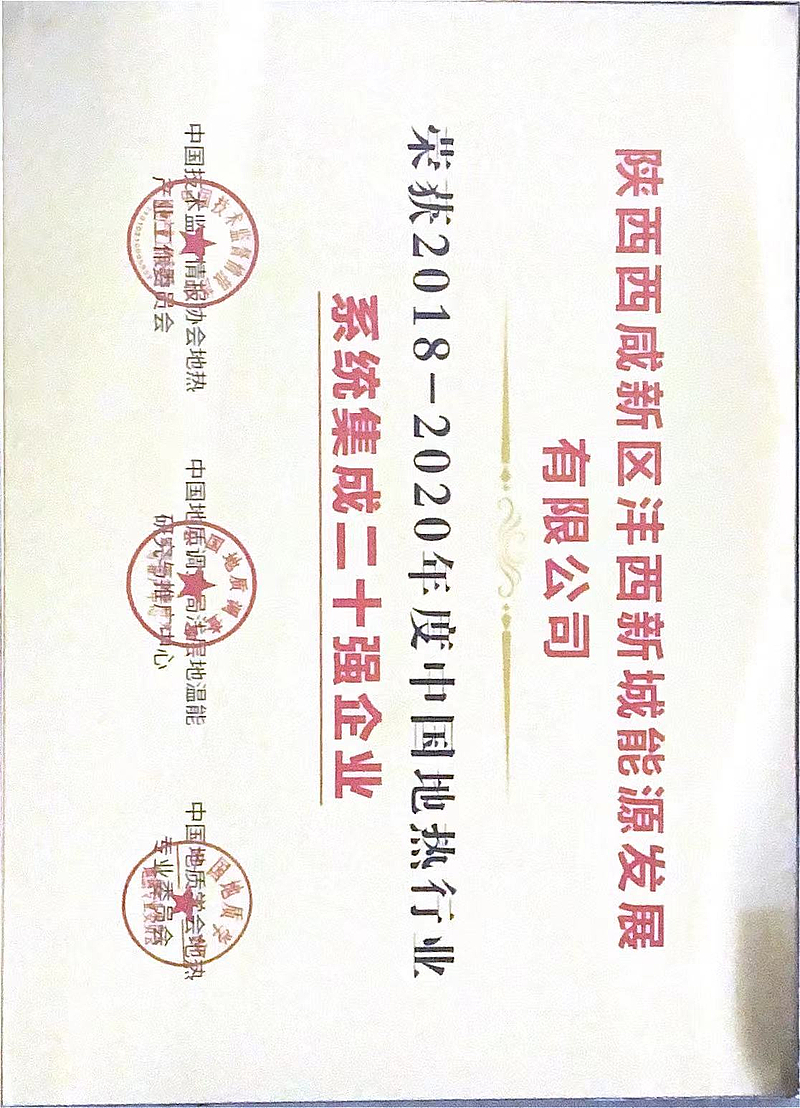 陕西西咸新区沣西新城能源发展
有限公司
荣获2018-2020年度中国地热行业
系统集成二十强企业
中国技术监督情报协会地热
产业工作委员会
中国地质调查局浅层地温能
研究与推广中心
中国地质学会地热
专业委员会